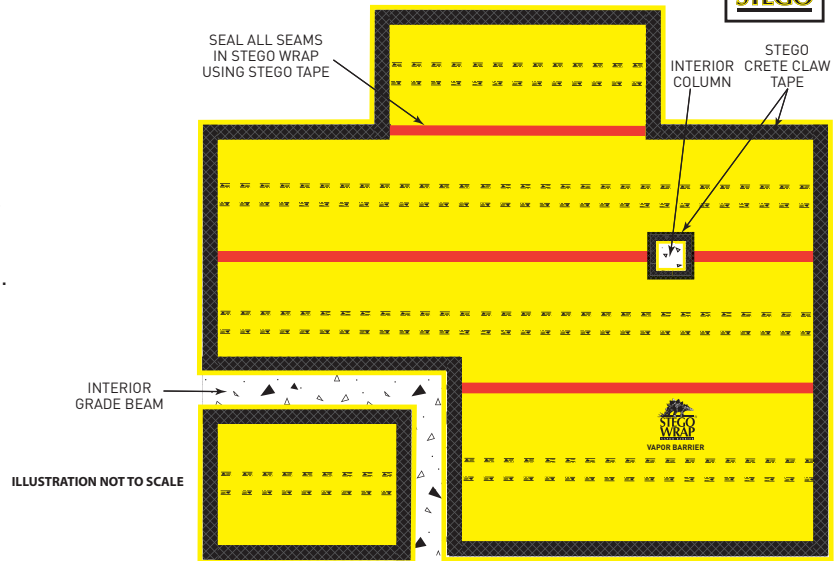 STEGO
SEAL ALL SEAMS
IN STEGO WRAP
USING STEGO TAPE
INTERIOR
COLUMN
STEGO
CRETE CLAW
TAPE
INTERIOR
GRADE BEAM
STEGO
WRAP
VAPOR BARRIER
ILLUSTRATION NOT TO SCALE